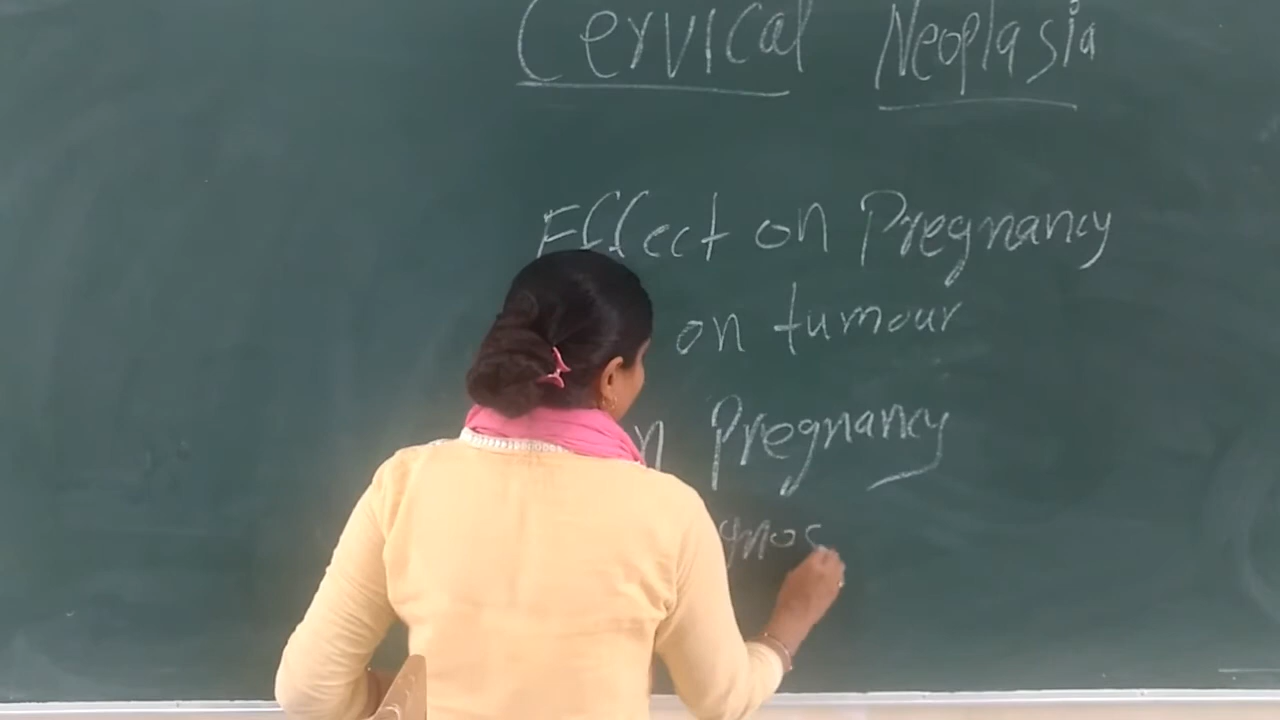 Cervical Neoplasia
Effect on Pregnancy
on tumour
Pregnancy